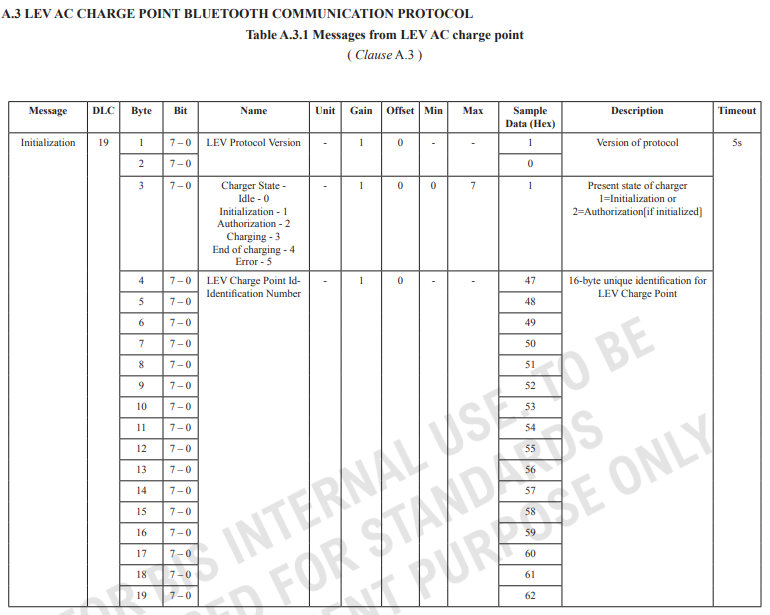 A.3 LEV AC CHARGE POINT BLUETOOTH COMMUNICATION PROTOCOL
Table A.3.1 Messages from LEV AC charge point
( Clause A.3 )
Message DLC Byte Bit Name Unit Gain Offset Min Max Sample Data (Hex) Description Timeout
Initialization 19 1 7 – 0 LEV Protocol Version - 1 0 - - 1 Version of protocol 5s
2 7 – 0 0
3 7 – 0 Charger State - - 1 0 0 7 1 Present state of charger
Idle - 0 1=Initialization or
Initialization - 1 2=Authorization[if initialized]
Authorization - 2
Charging - 3
End of charging - 4
Error - 5
4 7 – 0 LEV Charge Point Id- - 1 0 - - 47 16-byte unique identification for
Identification Number LEV Charge Point
5 7 – 0 48
6 7 – 0 49
7 7 – 0 50
8 7 – 0 51
9 7 – 0 52
10 7 – 0 53
11 7 – 0 54
12 7 – 0 55
13 7 – 0 56
14 7 – 0 57
15 7 – 0 58
16 7 – 0 59
17 7 – 0 60
18 7 – 0 61
19 7 – 0 62
FOR BIS INTERNAL USE, TO BE
USED FOR STANDARDS
PURPOSE ONLY